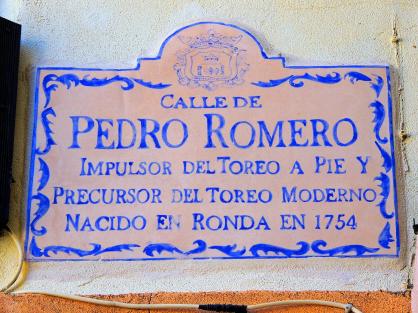 CALLE DE
PEDRO ROMERO
IMPULSOR DEL TOREO A PIE Y
PRECURSOR DEL TOREO MODERNO
NACIDO EN RONDA EN 1754